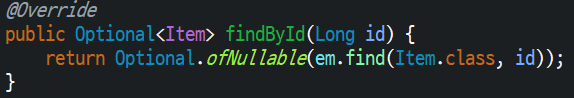 @Override
public Optional<Item> findById(Long id) {
    return Optional.ofNullable(em.find(Item.class, id));
}